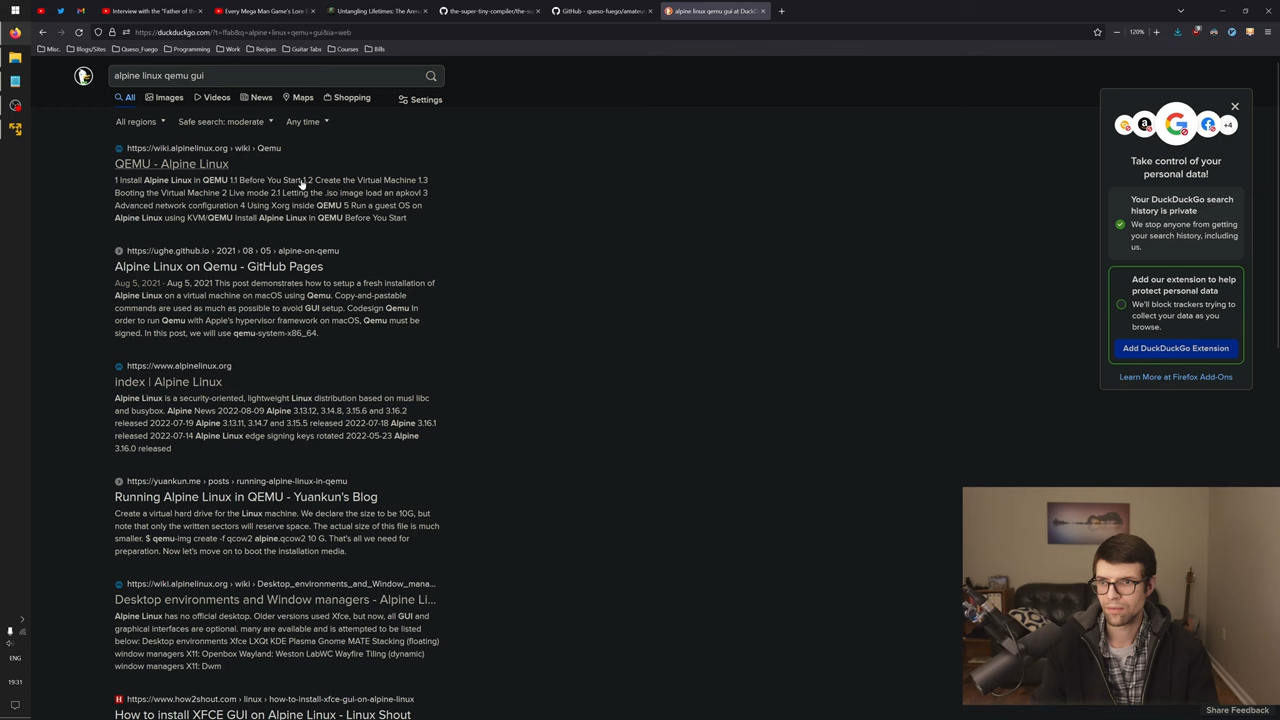 Interview with the "Father of th
Every Mega Man Game's Lore E
Untangling Lifetimes: The Aren
the-super-tiny-compiler/the-su
GitHub - queso-fuego/amateu
alpine linux qemu gui at DuckD
https://duckduckgo.com/?t=ffab&q=alpine+linux+qemu+gui&ia=web
120%
Misc.
Blogs/Sites
Queso_Fuego
Programming
Work
Recipes
Guitar Tabs
Courses
Bills
alpine linux qemu gui
All
Images
Videos
News
Maps
Shopping
Settings
All regions
Safe search: moderate
Any time
https://wiki.alpinelinux.org › wiki › Qemu
QEMU - Alpine Linux
1 Install Alpine Linux in QEMU 1.1 Before You Start 1.2 Create the Virtual Machine 1.3
Booting the Virtual Machine 2 Live mode 2.1 Letting the .iso image load an apkovl 3
Advanced network configuration 4 Using Xorg inside QEMU 5 Run a guest OS on
Alpine Linux using KVM/QEMU Install Alpine Linux in QEMU Before You Start
https://ughe.github.io › 2021 › 08 › 05 › alpine-on-qemu
Alpine Linux on Qemu - GitHub Pages
Aug 5, 2021 · Aug 5, 2021 This post demonstrates how to setup a fresh installation of
Alpine Linux on a virtual machine on macOS using Qemu. Copy-and-pastable
commands are used as much as possible to avoid GUI setup. Codesign Qemu In
order to run Qemu with Apple's hypervisor framework on macOS, Qemu must be
signed. In this post, we will use qemu-system-x86_64.
https://www.alpinelinux.org
index | Alpine Linux
Alpine Linux is a security-oriented, lightweight Linux distribution based on musl libc
and busybox. Alpine News 2022-08-09 Alpine 3.13.12, 3.14.8, 3.15.6 and 3.16.2
released 2022-07-19 Alpine 3.13.11, 3.14.7 and 3.15.5 released 2022-07-18 Alpine 3.16.1
released 2022-07-14 Alpine Linux edge signing keys rotated 2022-05-23 Alpine
3.16.0 released
https://yuankun.me › posts › running-alpine-linux-in-qemu
Running Alpine Linux in QEMU - Yuankun's Blog
Create a virtual hard drive for the Linux machine. We declare the size to be 10G, but
note that only the written sectors will reserve space. The actual size of this file is much
smaller. $ qemu-img create -f qcow2 alpine.qcow2 10 G. That's all we need for
preparation. Now let's move on to boot the installation media.
https://wiki.alpinelinux.org › wiki › Desktop_environments_and_Window_mana...
Desktop environments and Window managers - Alpine Li...
Alpine Linux has no official desktop. Older versions used Xfce, but now, all GUI and
graphical interfaces are optional. many are available and is attempted to be listed
below: Desktop environments Xfce LXQt KDE Plasma Gnome MATE Stacking (floating)
window managers X11: Openbox Wayland: Weston LabWC Wayfire Tiling (dynamic)
window managers X11: Dwm
https://www.how2shout.com › linux › how-to-install-xfce-gui-on-alpine-linux
How to install XFCE GUI on Alpine Linux - Linux Shout
+4
Take control of your
personal data!
Your DuckDuckGo search
history is private
We stop anyone from getting
your search history, including
us.
Add our extension to help
protect personal data
We'll block trackers trying to
collect your data as you
browse.
Add DuckDuckGo Extension
Learn More at Firefox Add-Ons
Share Feedback
ENG
19:31